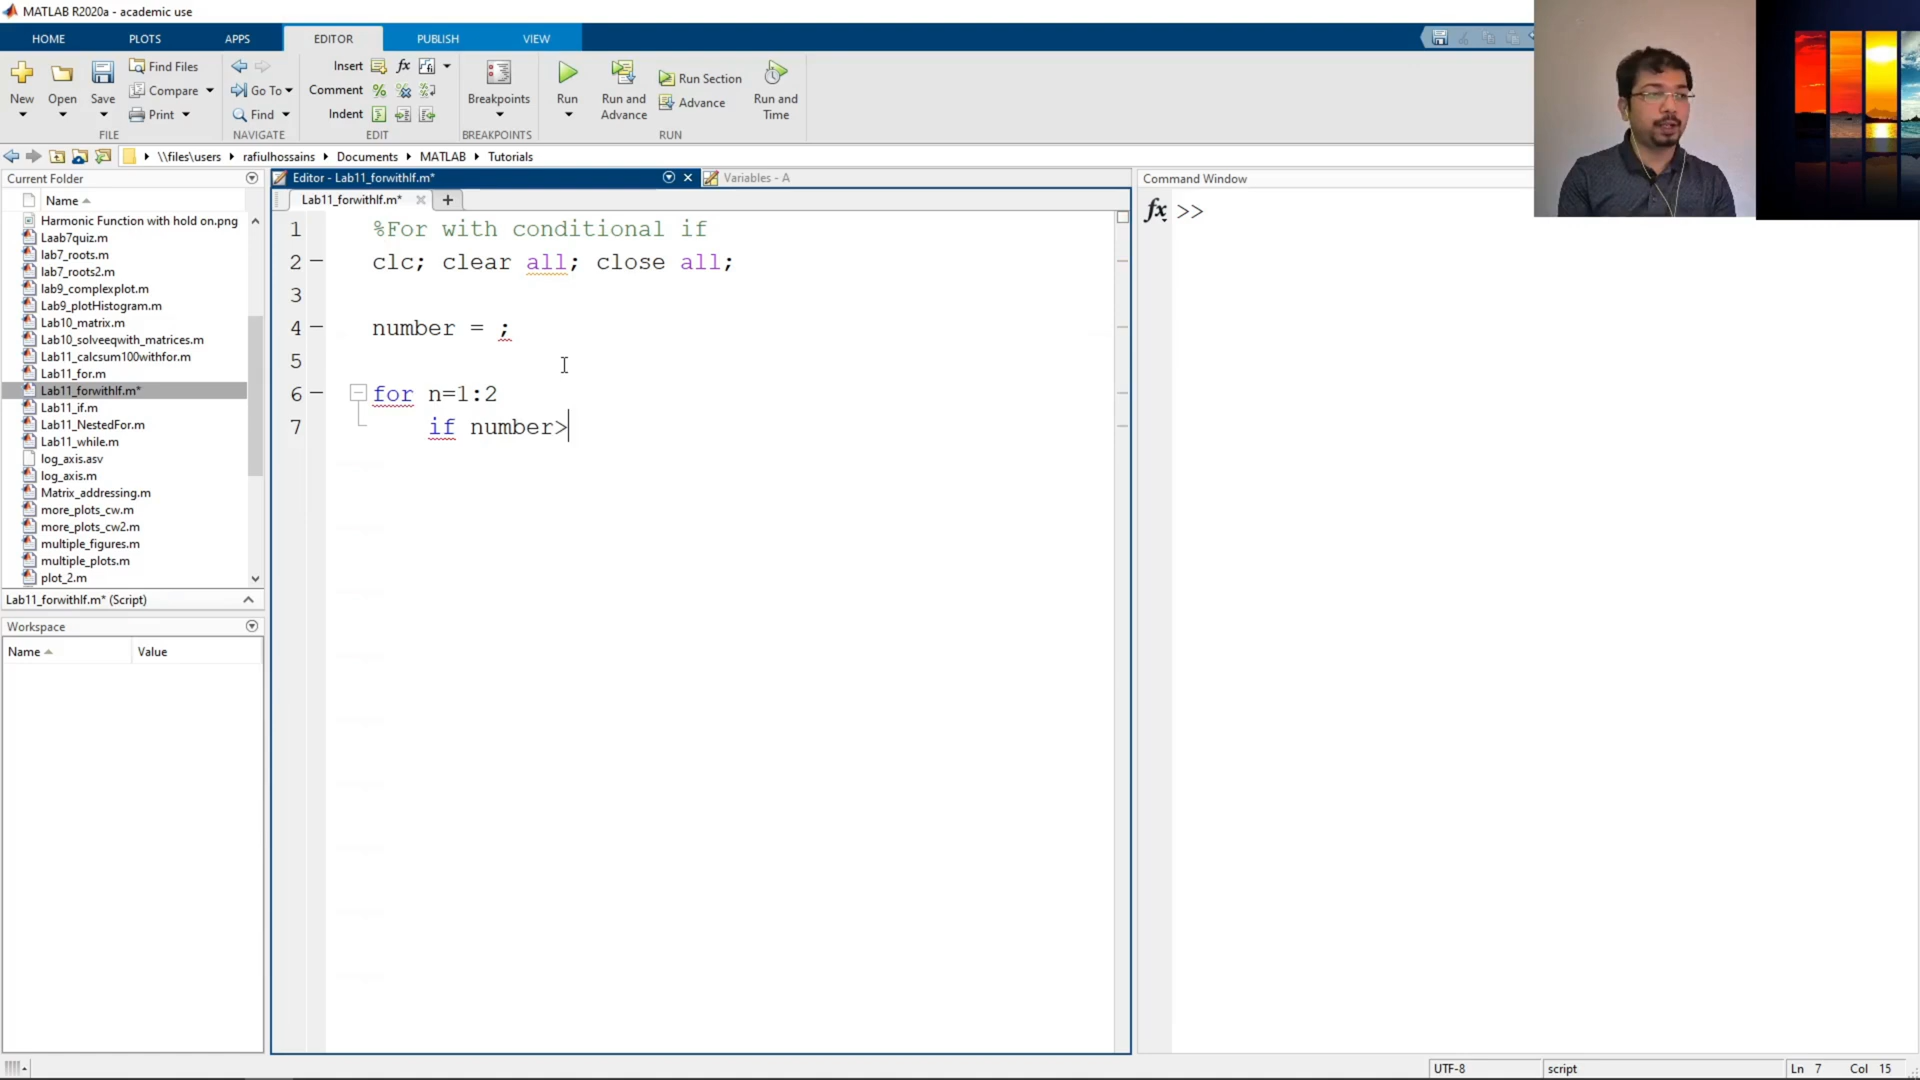 MATLAB R2020a - academic use
HOME PLOTS APPS EDITOR PUBLISH VIEW
New Open Save Find Files Compare Print
FILE
Go To Find
NAVIGATE
Insert fx
Comment
Indent
EDIT
Breakpoints
BREAKPOINTS
Run Run and Advance Run Section Advance Run and Time
RUN
\\files\users rafiulhossains Documents MATLAB Tutorials
Current Folder
Name
Harmonic Function with hold on.png
Laab7quiz.m
lab7_roots.m
lab7_roots2.m
lab9_complexplot.m
Lab9_plotHistogram.m
Lab10_matrix.m
Lab10_solveeqwith_matrices.m
Lab11_calcsum100withfor.m
Lab11_for.m
Lab11_forwithIf.m*
Lab11_if.m
Lab11_NestedFor.m
Lab11_while.m
log_axis.asv
log_axis.m
Matrix_addressing.m
more_plots_cw.m
more_plots_cw2.m
multiple_figures.m
multiple_plots.m
plot_2.m
Lab11_forwithIf.m* (Script)
Workspace
Name Value
Editor - Lab11_forwithIf.m* Variables - A
Lab11_forwithIf.m*
1 %For with conditional if
2 clc; clear all; close all;
3
4 number = ;
5
6 for n=1:2
7 if number>
Command Window
fx >>
UTF-8 script Ln 7 Col 15